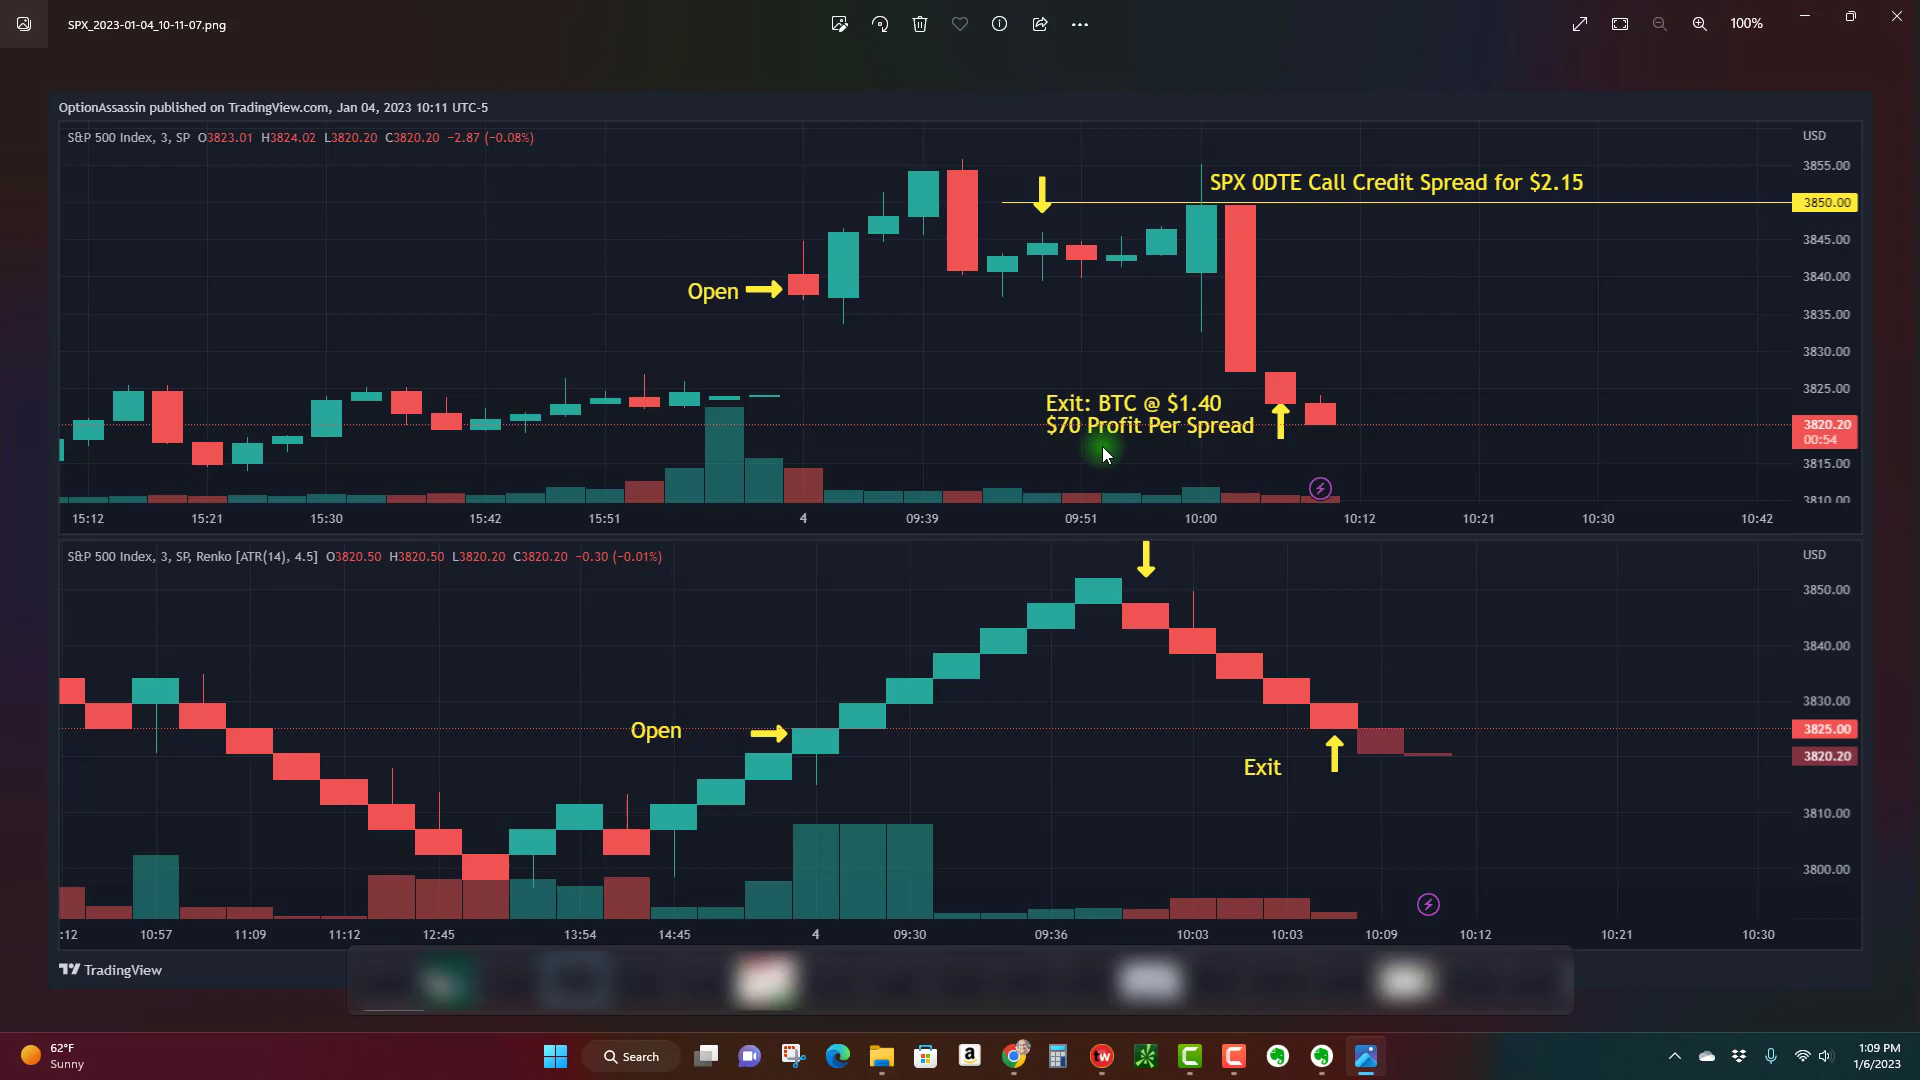 SPX_2023-01-04_10-11-07.png
100%
OptionAssassin published on TradingView.com, Jan 04, 2023 10:11 UTC-5
S&P 500 Index, 3, SP O3823.01 H3824.02 L3820.20 C3820.20 −2.87 (−0.08%)
USD
3855.00
SPX 0DTE Call Credit Spread for $2.15
3850.00
3845.00
3840.00
Open
3835.00
3830.00
3825.00
Exit: BTC @ $1.40
$70 Profit Per Spread
3820.20
00:54
3815.00
3810.00
15:12 15:21 15:30 15:42 15:51 4 09:39 09:51 10:00 10:12 10:21 10:30 10:42
S&P 500 Index, 3, SP, Renko [ATR(14), 4.5] O3820.50 H3820.50 L3820.20 C3820.20 −0.30 (−0.01%)
USD
3850.00
3840.00
3830.00
Open
3825.00
3820.20
Exit
3810.00
3800.00
:12 10:57 11:09 11:12 12:45 13:54 14:45 4 09:30 09:36 10:03 10:03 10:09 10:12 10:21 10:30
TradingView
62°F
Sunny
Search
a
tw
C
C
1:09 PM
1/6/2023